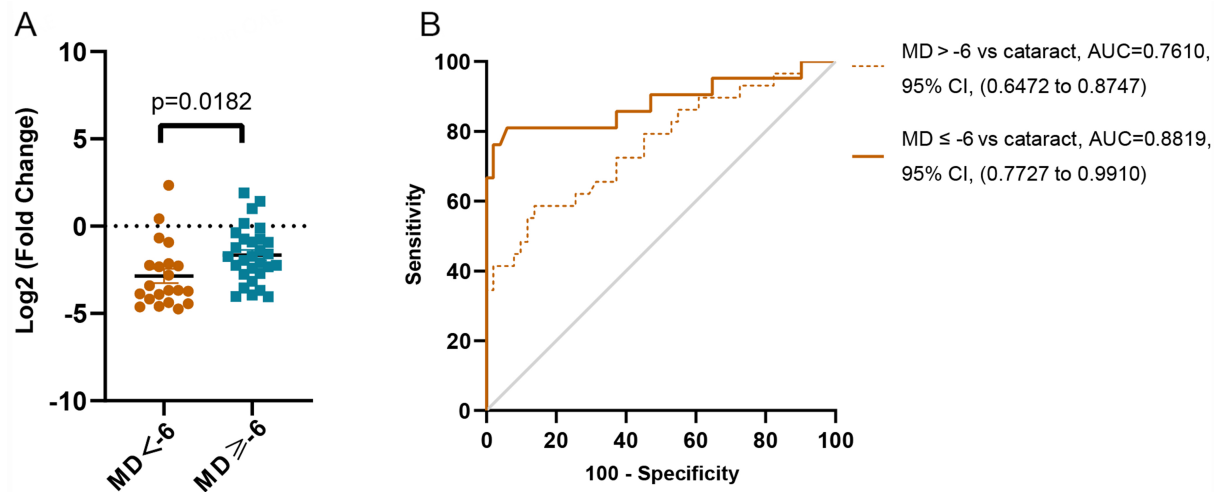 A
Log2 (Fold Change)
10
5
0
-5
-10
p=0.0182
MD<-6
MD⩾-6
B
Sensitivity
100
80
60
40
20
0
0 20 40 60 80 100
100 - Specificity
MD > -6 vs cataract, AUC=0.7610,
95% CI, (0.6472 to 0.8747)
MD ≤ -6 vs cataract, AUC=0.8819,
95% CI, (0.7727 to 0.9910)